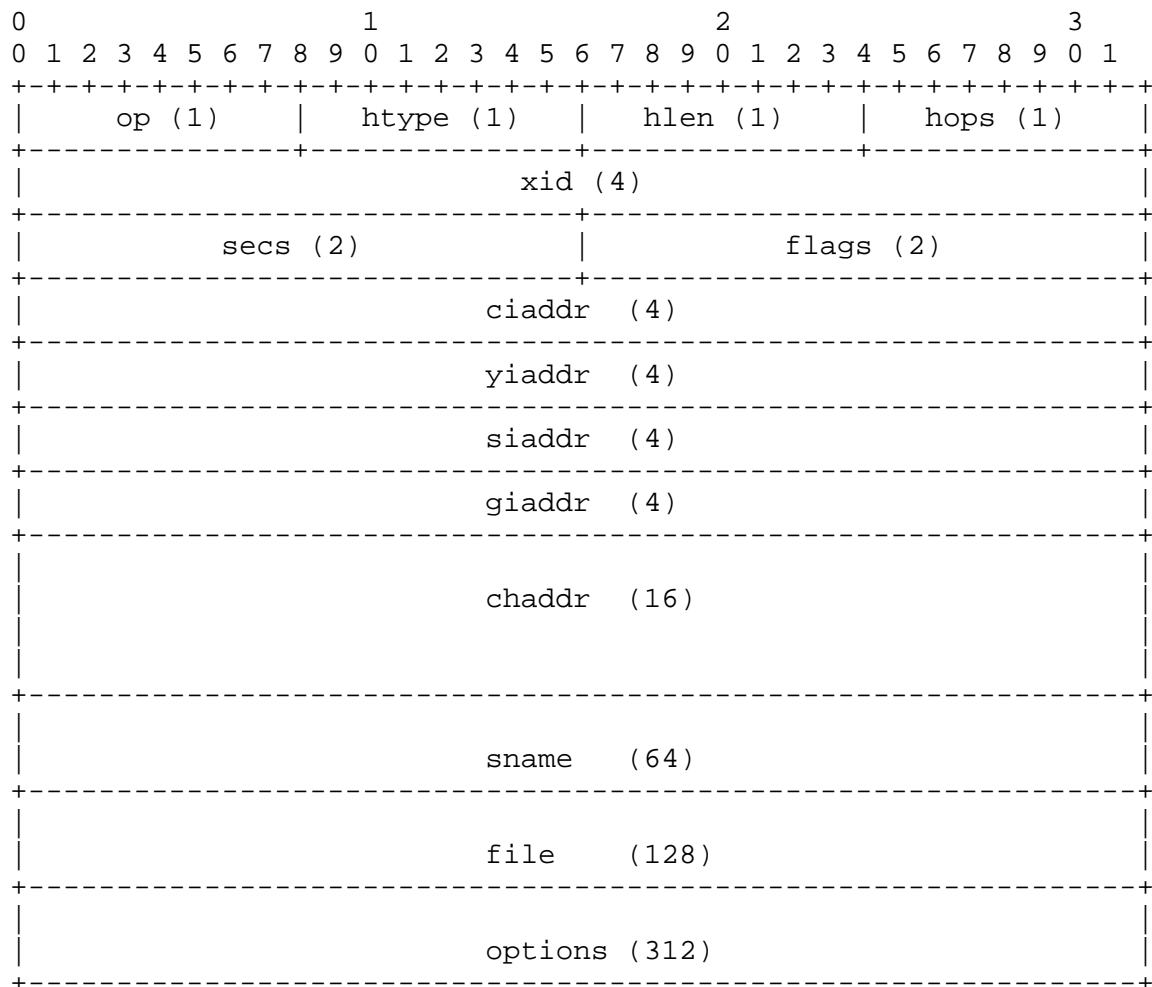 0                   1                   2                   3
0 1 2 3 4 5 6 7 8 9 0 1 2 3 4 5 6 7 8 9 0 1 2 3 4 5 6 7 8 9 0 1
+-+-+-+-+-+-+-+-+-+-+-+-+-+-+-+-+-+-+-+-+-+-+-+-+-+-+-+-+-+-+-+-+
|     op (1)    |   htype (1)   |   hlen (1)    |   hops (1)    |
+---------------+---------------+---------------+---------------+
|                            xid (4)                            |
+-------------------------------+-------------------------------+
|           secs (2)            |           flags (2)           |
+-------------------------------+-------------------------------+
|                          ciaddr  (4)                          |
+---------------------------------------------------------------+
|                          yiaddr  (4)                          |
+---------------------------------------------------------------+
|                          siaddr  (4)                          |
+---------------------------------------------------------------+
|                          giaddr  (4)                          |
+---------------------------------------------------------------+
|                                                               |
|                          chaddr  (16)                         |
|                                                               |
|                                                               |
+---------------------------------------------------------------+
|                                                               |
|                          sname   (64)                         |
+---------------------------------------------------------------+
|                                                               |
|                          file    (128)                        |
+---------------------------------------------------------------+
|                                                               |
|                          options (312)                        |
+---------------------------------------------------------------+